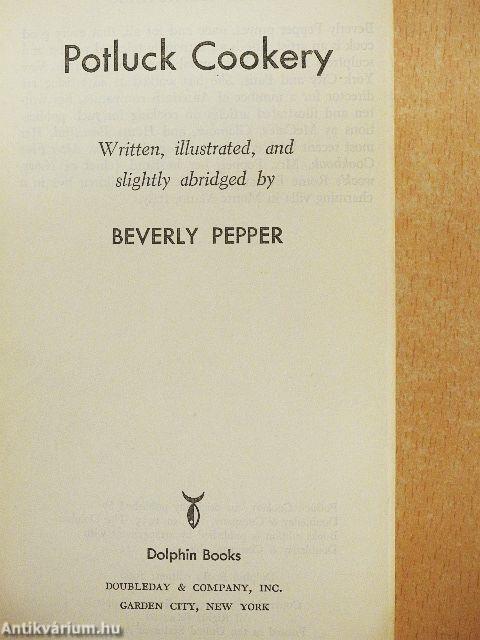 Potluck Cookery
Written, illustrated, and
slightly abridged by
BEVERLY PEPPER
Dolphin Books
DOUBLEDAY & COMPANY, INC.
GARDEN CITY, NEW YORK
Antikvárium.hu